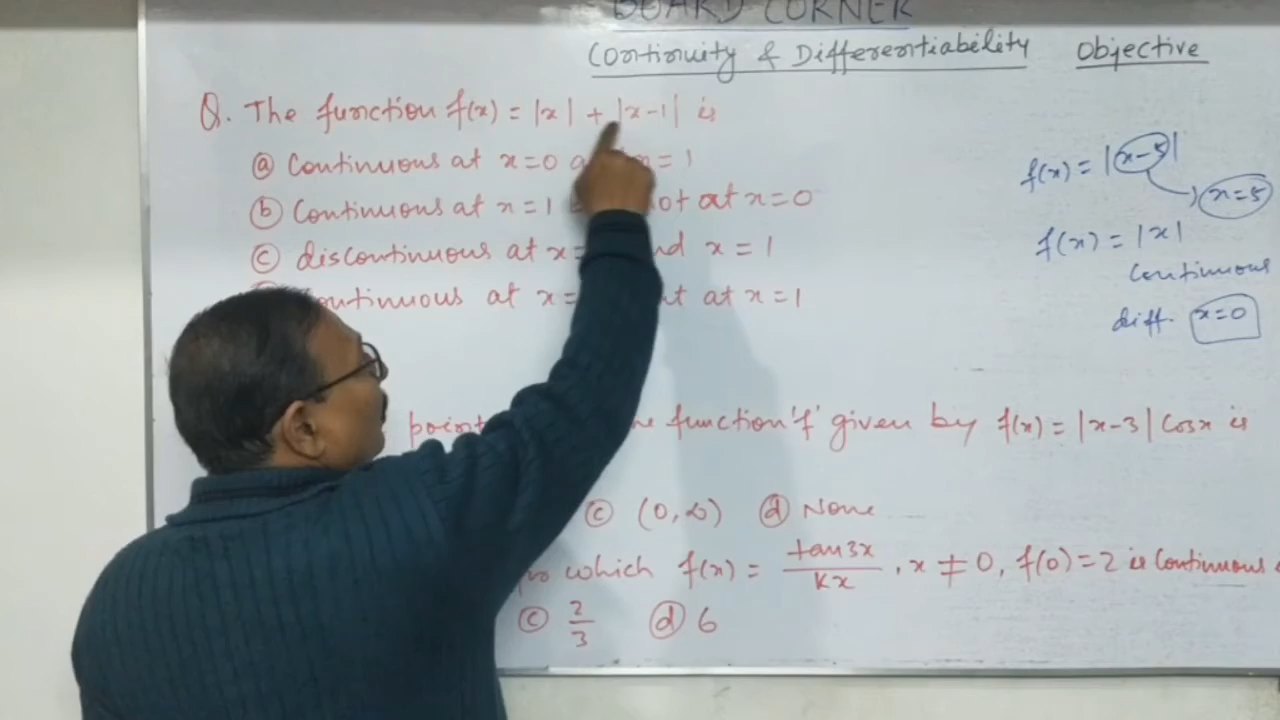 BOARD CORNER
Continuity & Differentiability Objective
Q. The function f(x) = |x| + |x-1| is
(a) Continuous at x=0 x=1
(b) Continuous at x=1 not at x=0
(c) discontinuous at x= and x=1
Continuous at x= at x=1
f(x) = |x-5|
x=5
f(x) = |x|
Continuous
diff. x=0
function 'f' given by f(x) = |x-3| cosx is
(c) (0,∞) (d) None
which f(x) = tan3x/kx, x ≠ 0, f(0)=2 is Continuous
(c) 2/3 (d) 6